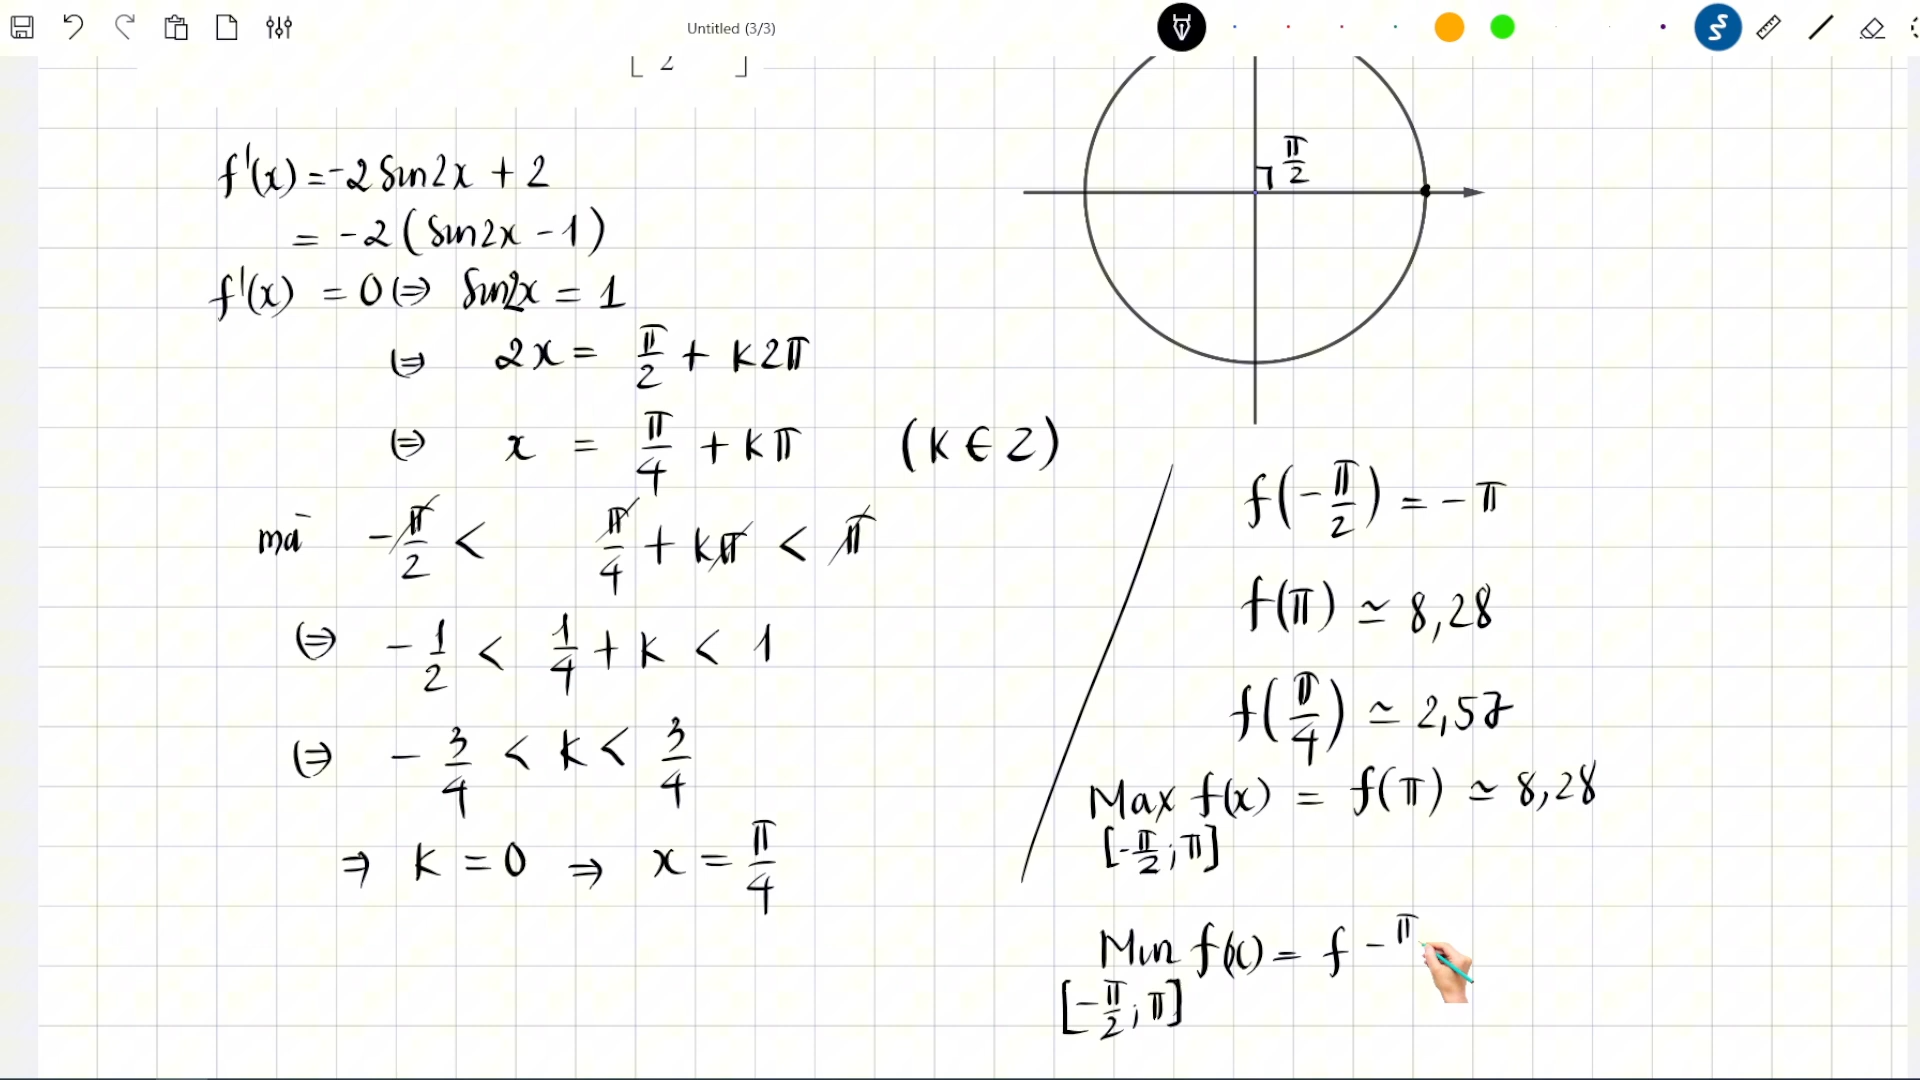 Untitled (3/3)
[ 2 ]
f'(x) = -2 Sin2x + 2
= -2 ( Sin2x - 1 )
f'(x) = 0 ⇔ Sin2x = 1
⇔ 2x = π/2 + k2π
⇔ x = π/4 + kπ (k ∈ Z)
mà -π/2 < π/4 + kπ < π
⇔ -1/2 < 1/4 + k < 1
⇔ -3/4 < k < 3/4
⇒ k = 0 ⇒ x = π/4
π/2
f(-π/2) = -π
f(π) ≃ 8,28
f(π/4) ≃ 2,57
Max f(x) = f(π) ≃ 8,28
[-π/2 ; π]
Min f(x) = f - π
[-π/2 ; π]